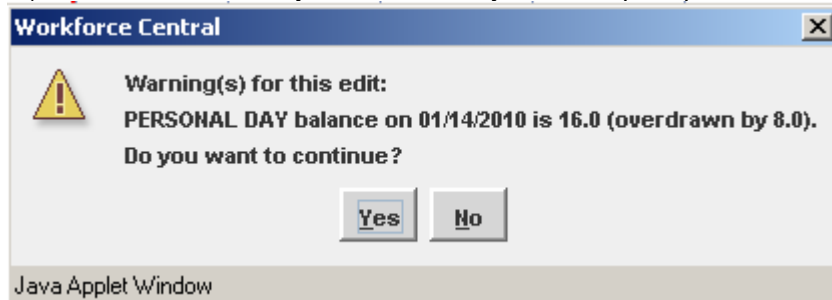 Workforce Central
Warning(s) for this edit:
PERSONAL DAY balance on 01/14/2010 is 16.0 (overdrawn by 8.0).
Do you want to continue?
Yes No
Java Applet Window